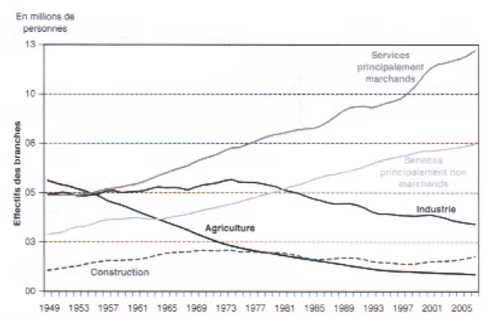 En millions de
personnes
13
10
08
05
03
00
Effectifs des branches
Services
principalement
marchands
Services
principalement non
marchands
Industrie
Agriculture
Construction
1949 1953 1957 1961 1965 1969 1973 1977 1981 1985 1989 1993 1997 2001 2005